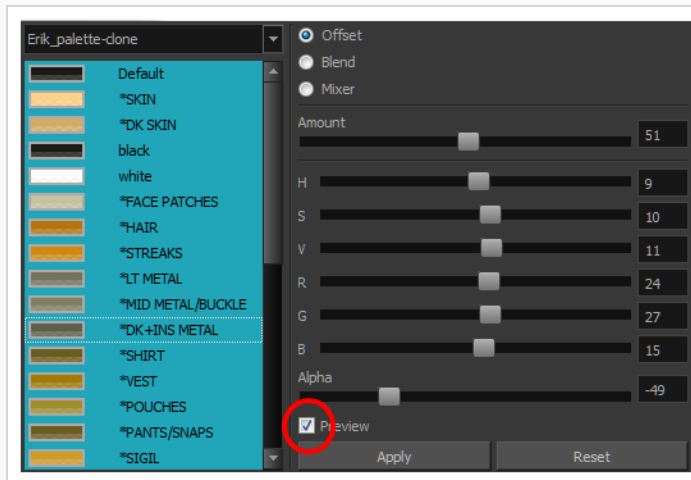 Erik_palette-clone
Default
*SKIN
*DK SKIN
black
white
*FACE PATCHES
*HAIR
*STREAKS
*LT METAL
*MID METAL/BUCKLE
*DK+INS METAL
*SHIRT
*VEST
*POUCHES
*PANTS/SNAPS
*SIGIL
Offset
Blend
Mixer
Amount
51
H 9
S 10
V 11
R 24
G 27
B 15
Alpha
-49
Preview
Apply Reset